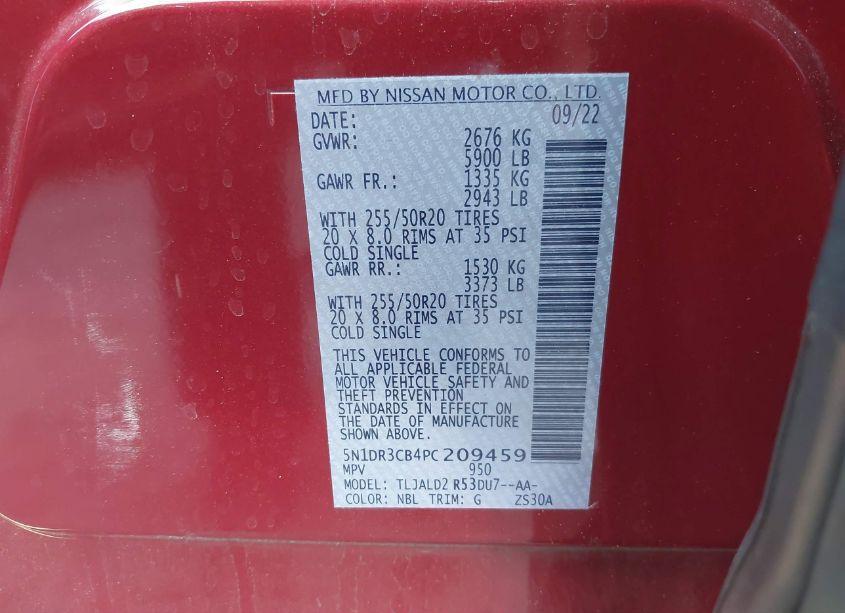 MFD BY NISSAN MOTOR CO., LTD.
DATE: 09/22
GVWR: 2676 KG
5900 LB
GAWR FR.: 1335 KG
2943 LB
WITH 255/50R20 TIRES
20 X 8.0 RIMS AT 35 PSI
COLD SINGLE
GAWR RR.: 1530 KG
3373 LB
WITH 255/50R20 TIRES
20 X 8.0 RIMS AT 35 PSI
COLD SINGLE
THIS VEHICLE CONFORMS TO
ALL APPLICABLE FEDERAL
MOTOR VEHICLE SAFETY AND
THEFT PREVENTION
STANDARDS IN EFFECT ON
THE DATE OF MANUFACTURE
SHOWN ABOVE.
5N1DR3CB4PC209459
MPV 950
MODEL: TLJALD2 R53DU7--AA-
COLOR: NBL TRIM: G ZS30A